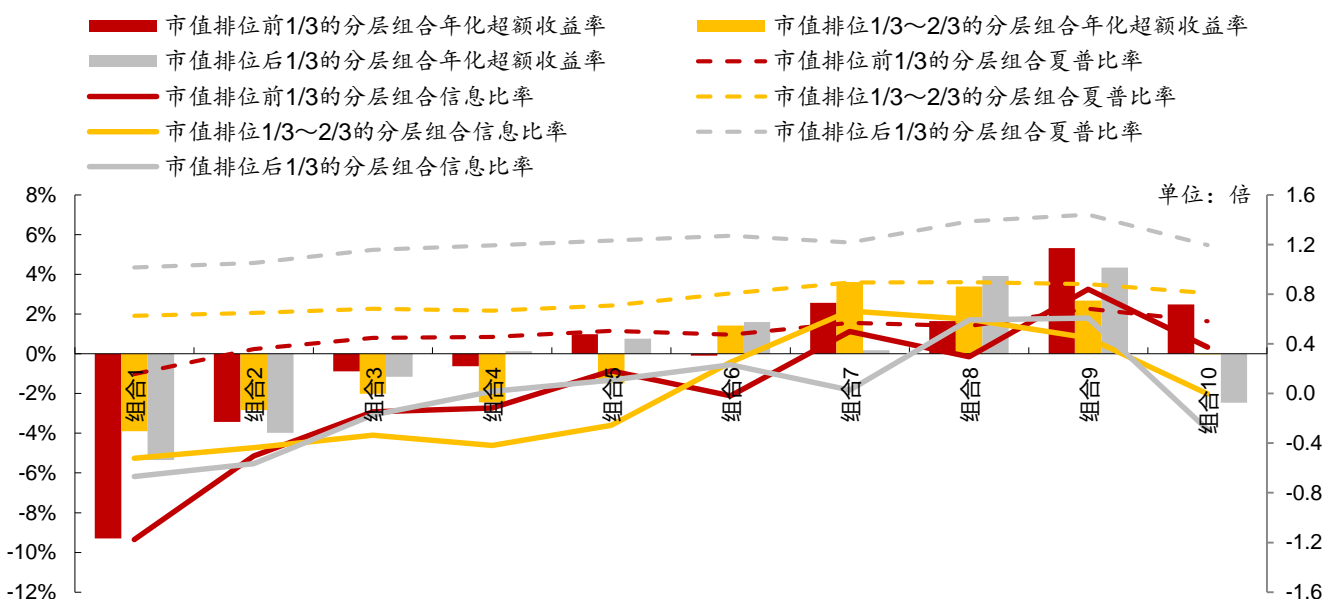 市值排位前1/3的分层组合年化超额收益率
市值排位1/3～2/3的分层组合年化超额收益率
市值排位后1/3的分层组合年化超额收益率
市值排位前1/3的分层组合夏普比率
市值排位前1/3的分层组合信息比率
市值排位1/3～2/3的分层组合夏普比率
市值排位1/3～2/3的分层组合信息比率
市值排位后1/3的分层组合夏普比率
市值排位后1/3的分层组合信息比率
单位：倍
8%
6%
4%
2%
0%
-2%
-4%
-6%
-8%
-10%
-12%
组合1
组合2
组合3
组合4
组合5
组合6
组合7
组合8
组合9
组合10
1.6
1.2
0.8
0.4
0.0
-0.4
-0.8
-1.2
-1.6